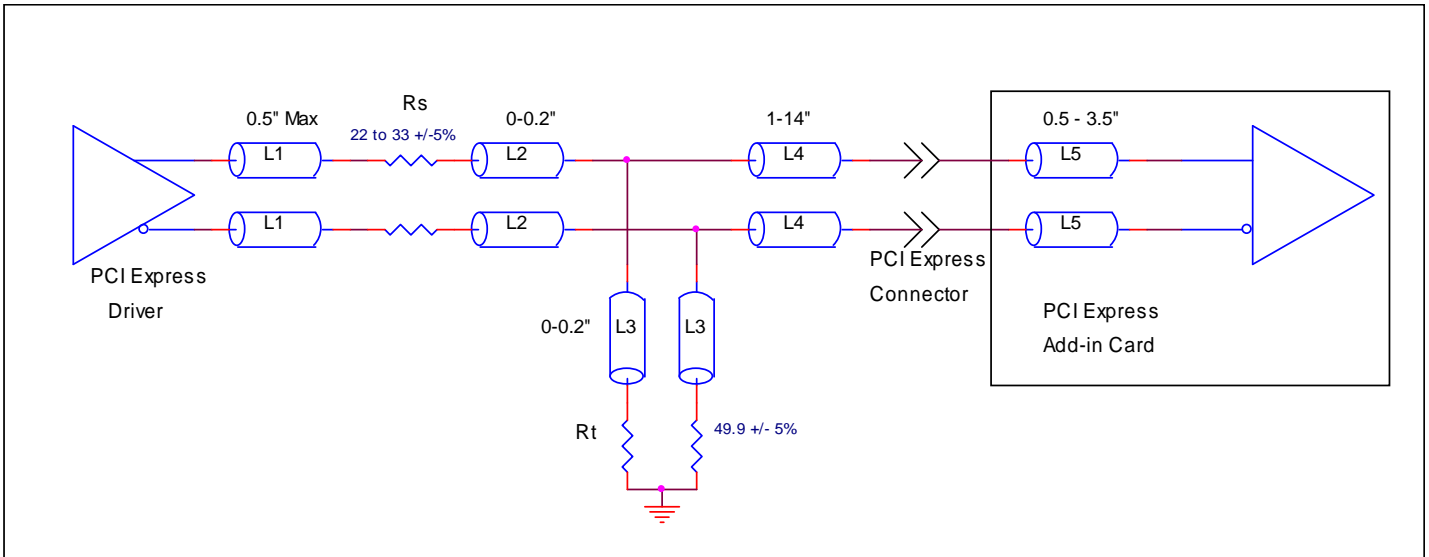 Rs
0.5" Max
22 to 33 +/-5%
0-0.2"
1-14"
0.5 - 3.5"
L1
L2
L4
L5
L1
L2
L4
L5
PCI Express
Driver
PCI Express
Connector
0-0.2"
L3
L3
PCI Express
Add-in Card
Rt
49.9 +/- 5%